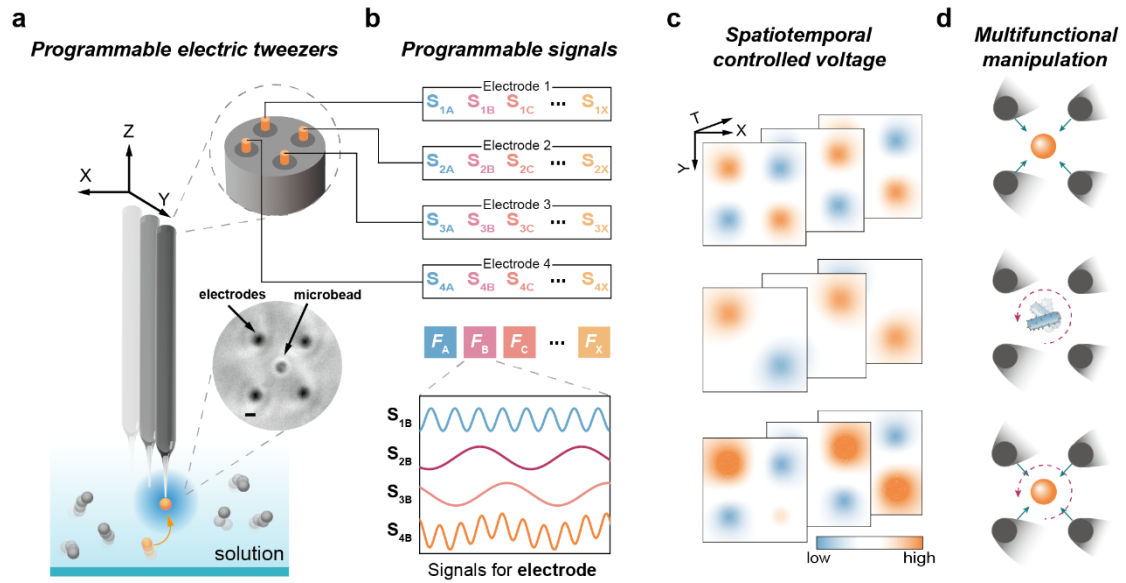 a
Programmable electric tweezers
Z
X
Y
electrodes
microbead
solution
b
Programmable signals
Electrode 1
S1A S1B S1C ... S1X
Electrode 2
S2A S2B S2C ... S2X
Electrode 3
S3A S3B S3C ... S3X
Electrode 4
S4A S4B S4C ... S4X
FA FB FC ... FX
S1B
S2B
S3B
S4B
Signals for electrode
c
Spatiotemporal
controlled voltage
T
X
Y
low high
d
Multifunctional
manipulation